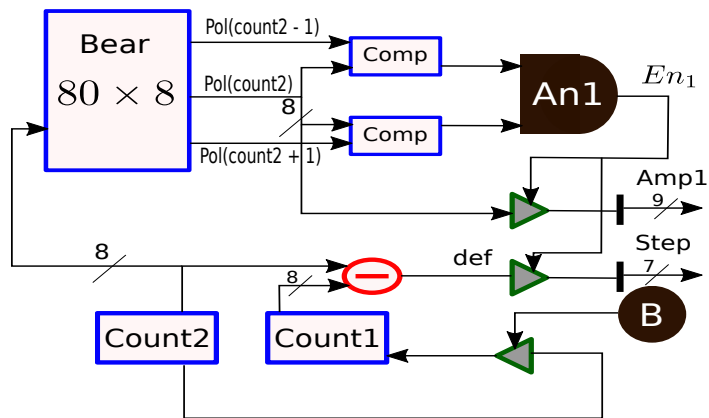 Pol(count2 - 1)
Bear
80 × 8
Comp
Pol(count2)
8
An1
En1
Comp
Pol(count2 + 1)
Amp1
9
8
def
Step
7
8
B
Count2
Count1